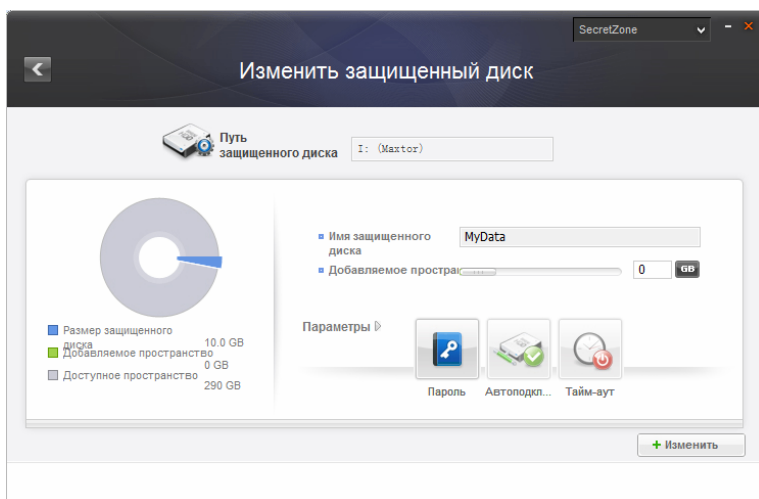 SecretZone
Изменить защищенный диск
Путь
защищенного диска
I: (Maxtor)
Имя защищенного
диска
MyData
Добавляемое простра
0
GB
Размер защищенного
диска
10.0 GB
Добавляемое пространство
0 GB
Доступное пространство
290 GB
Параметры
Пароль
Автоподкл...
Тайм-аут
Изменить